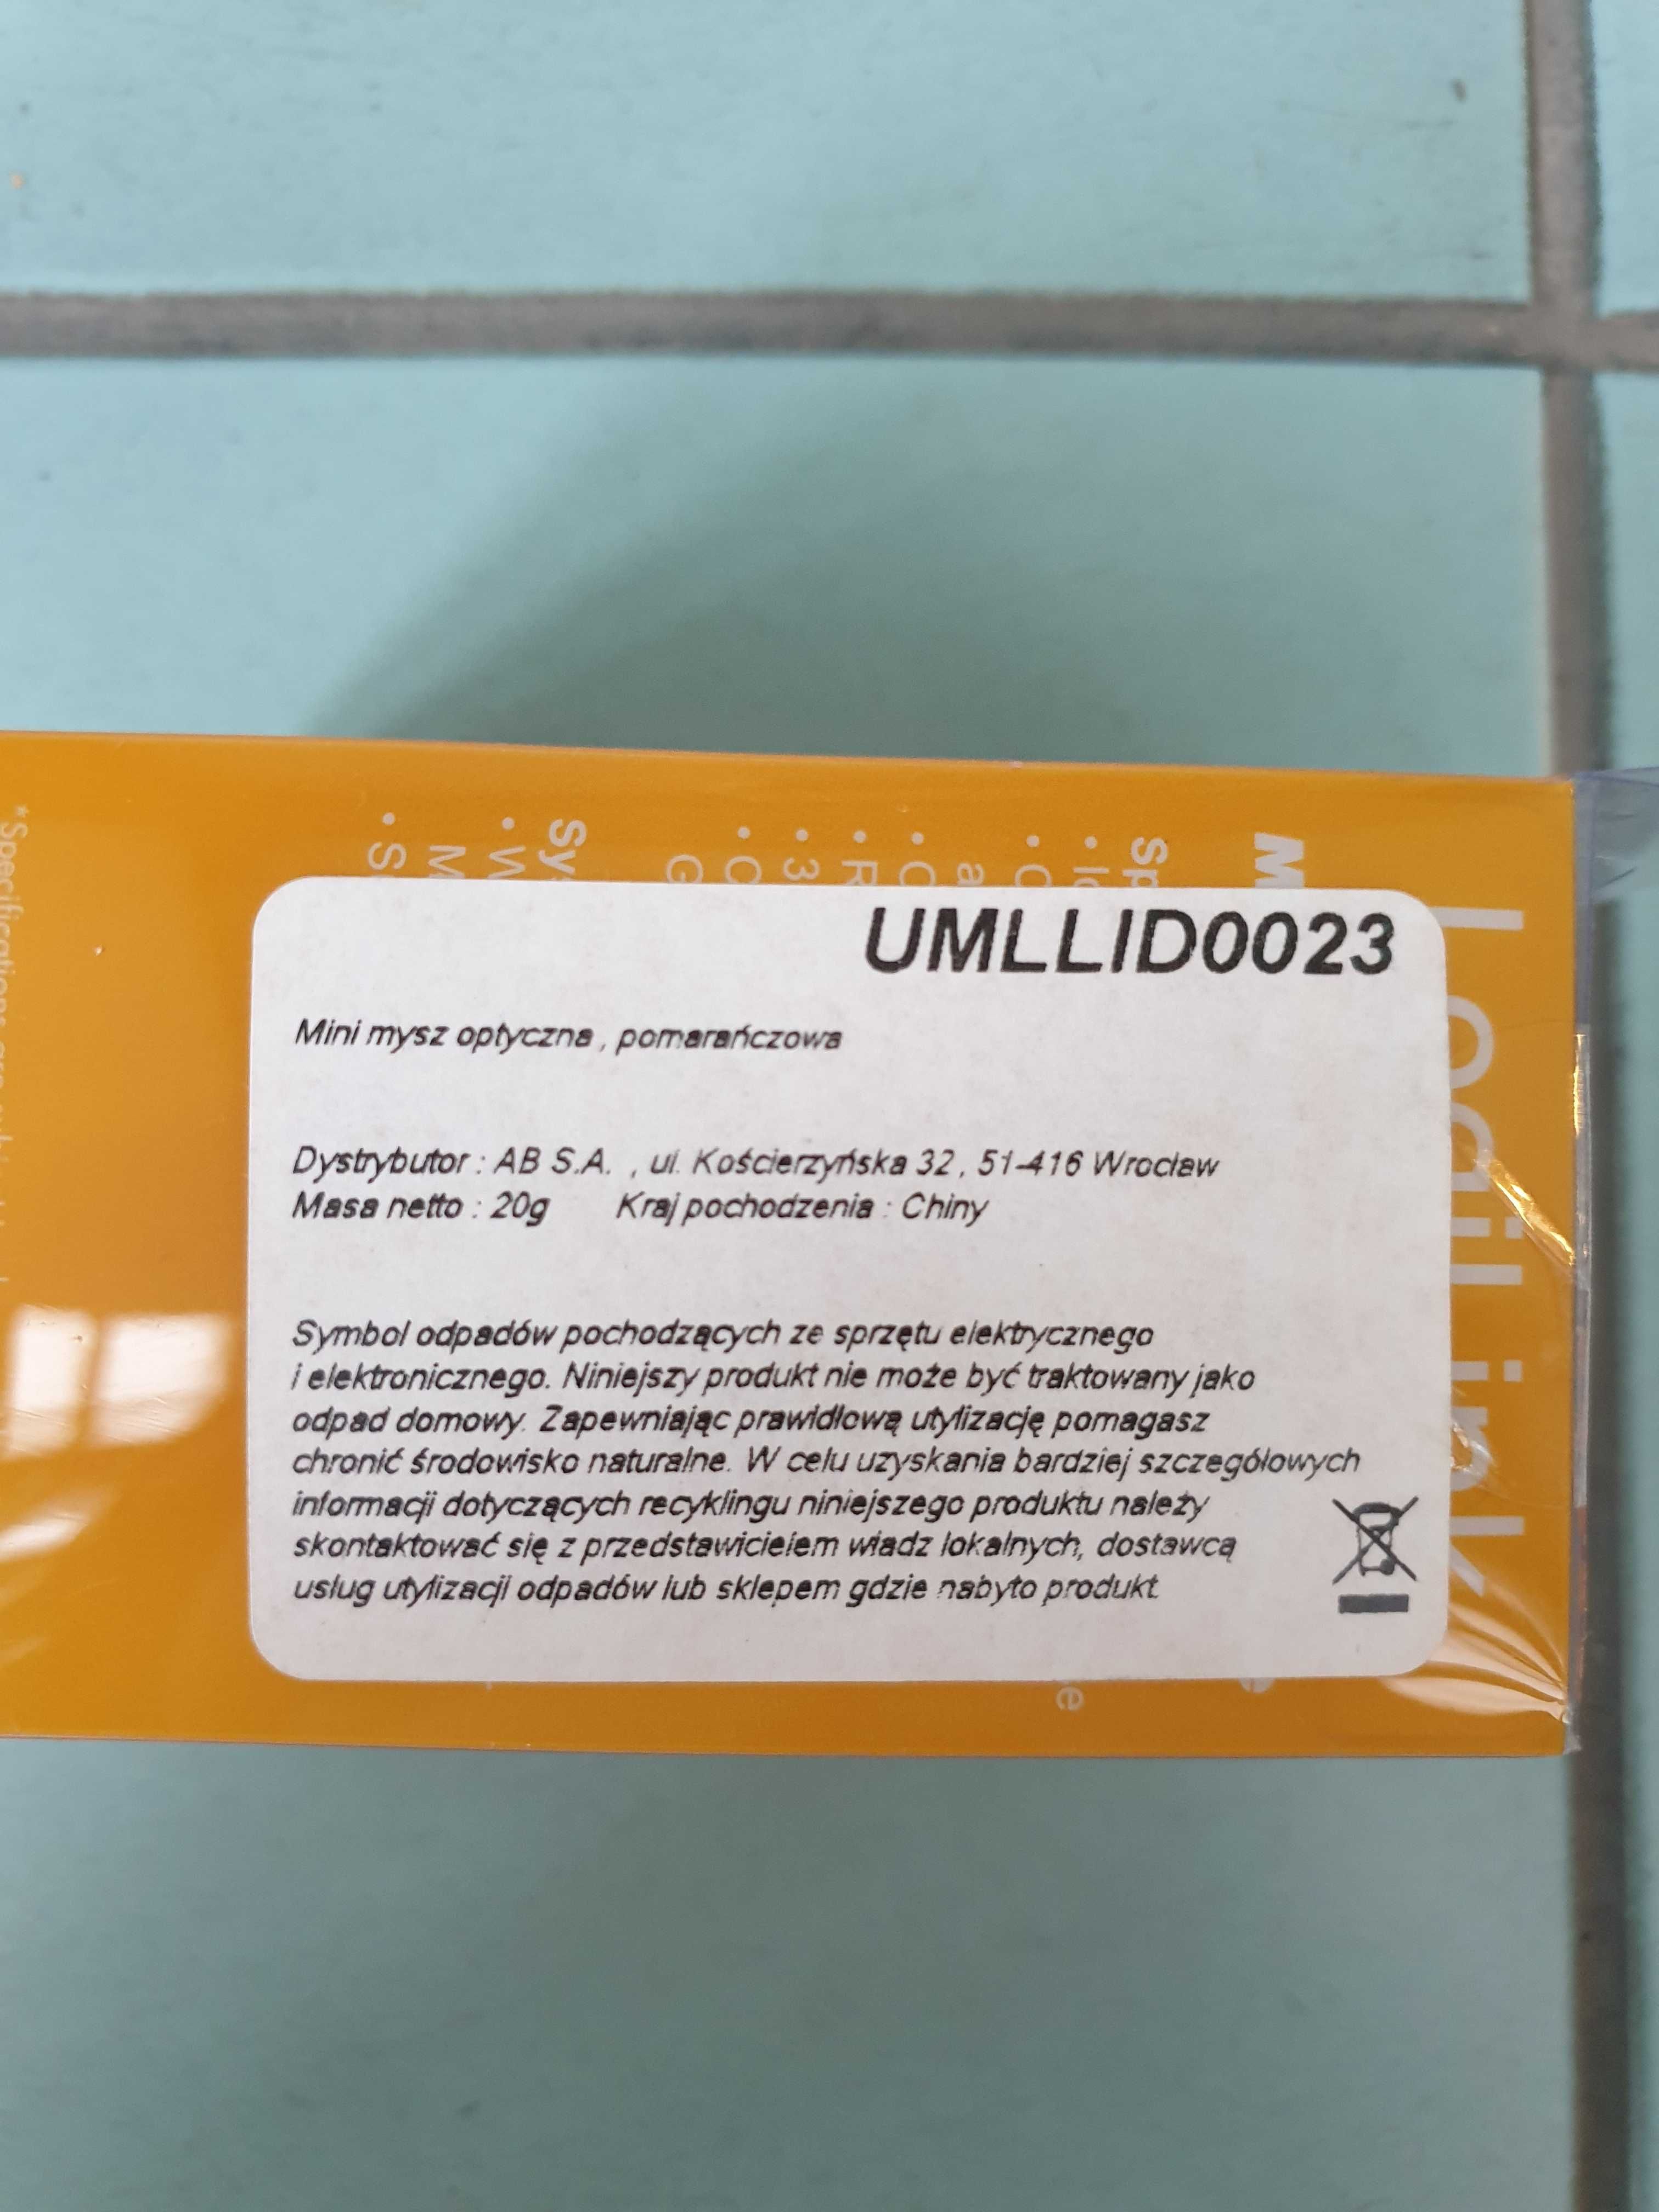 UMLLID0023
Mini mysz optyczna , pomarańczowa
Dystrybutor : AB S.A. , ul. Kościerzyńska 32 , 51-416 Wrocław
Masa netto : 20g Kraj pochodzenia : Chiny
Symbol odpadów pochodzących ze sprzętu elektrycznego
i elektronicznego. Niniejszy produkt nie może być traktowany jako
odpad domowy. Zapewniając prawidłową utylizację pomagasz
chronić środowisko naturalne. W celu uzyskania bardziej szczegółowych
informacji dotyczących recyklingu niniejszego produktu należy
skontaktować się z przedstawicielem władz lokalnych, dostawcą
usług utylizacji odpadów lub sklepem gdzie nabyto produkt.
LogiLink
*Specifications are